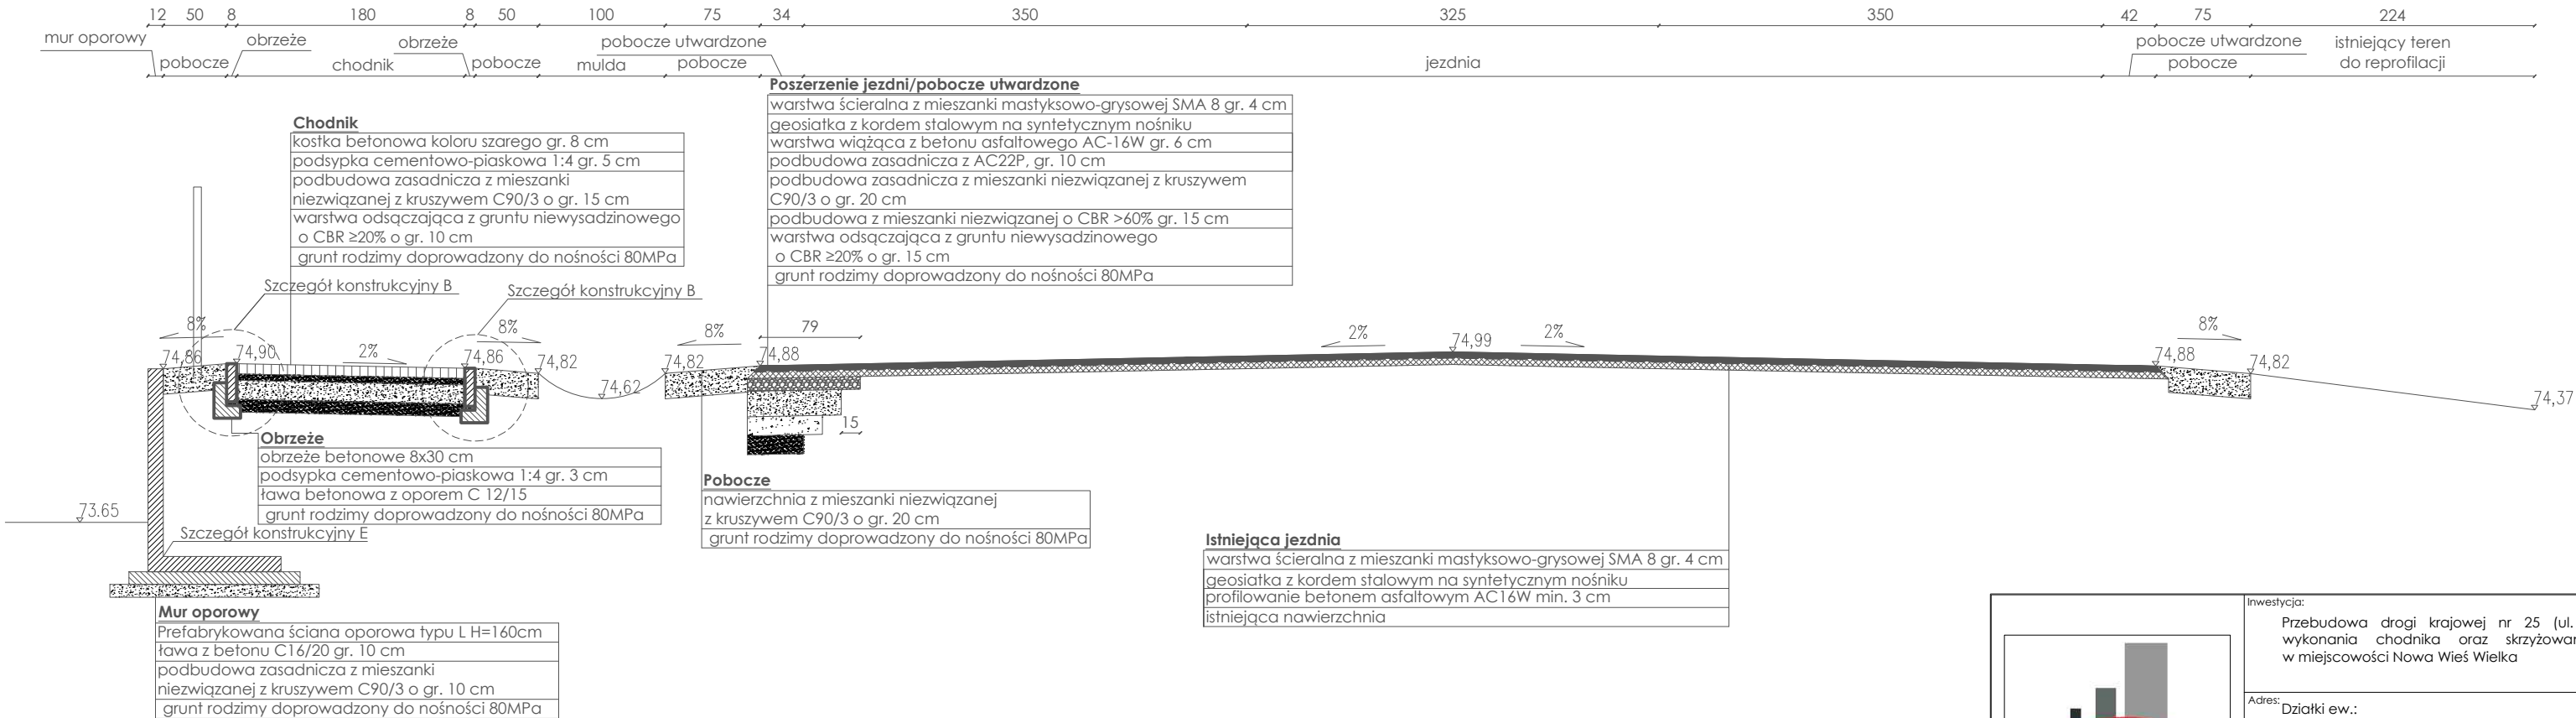 12 50 8 180 8 50 100 75 34 350 325 350 42 75 224
mur oporowy obrzeże obrzeże pobocze utwardzone pobocze utwardzone istniejący teren
pobocze chodnik pobocze mulda pobocze jezdnia pobocze do reprofilacji
Poszerzenie jezdni/pobocze utwardzone
warstwa ścieralna z mieszanki mastyksowo-grysowej SMA 8 gr. 4 cm
geosiatka z kordem stalowym na syntetycznym nośniku
warstwa wiążąca z betonu asfaltowego AC-16W gr. 6 cm
podbudowa zasadnicza z AC22P, gr. 10 cm
podbudowa zasadnicza z mieszanki niezwiązanej z kruszywem
C90/3 o gr. 20 cm
podbudowa z mieszanki niezwiązanej o CBR >60% gr. 15 cm
warstwa odsączająca z gruntu niewysadzinowego
o CBR ≥20% o gr. 15 cm
grunt rodzimy doprowadzony do nośności 80MPa
Chodnik
kostka betonowa koloru szarego gr. 8 cm
podsypka cementowo-piaskowa 1:4 gr. 5 cm
podbudowa zasadnicza z mieszanki
niezwiązanej z kruszywem C90/3 o gr. 15 cm
warstwa odsączająca z gruntu niewysadzinowego
o CBR ≥20% o gr. 10 cm
grunt rodzimy doprowadzony do nośności 80MPa
Szczegół konstrukcyjny B
Szczegół konstrukcyjny B
8% 8% 8% 79 2% 2% 8%
74,86 74,90 2% 74,86 74,82 74,82 74,88 74,99 74,88 74,82
74,62 74,37
15
Obrzeże
obrzeże betonowe 8x30 cm
podsypka cementowo-piaskowa 1:4 gr. 3 cm
ława betonowa z oporem C 12/15
grunt rodzimy doprowadzony do nośności 80MPa
73.65
Szczegół konstrukcyjny E
Pobocze
nawierzchnia z mieszanki niezwiązanej
z kruszywem C90/3 o gr. 20 cm
grunt rodzimy doprowadzony do nośności 80MPa
Istniejąca jezdnia
warstwa ścieralna z mieszanki mastyksowo-grysowej SMA 8 gr. 4 cm
geosiatka z kordem stalowym na syntetycznym nośniku
profilowanie betonem asfaltowym AC16W min. 3 cm
istniejąca nawierzchnia
Mur oporowy
Prefabrykowana ściana oporowa typu L H=160cm
ława z betonu C16/20 gr. 10 cm
podbudowa zasadnicza z mieszanki
niezwiązanej z kruszywem C90/3 o gr. 10 cm
grunt rodzimy doprowadzony do nośności 80MPa
Inwestycja:
Przebudowa drogi krajowej nr 25 (ul.
wykonania chodnika oraz skrzyżowa
w miejscowości Nowa Wieś Wielka
Adres:
Działki ew.: